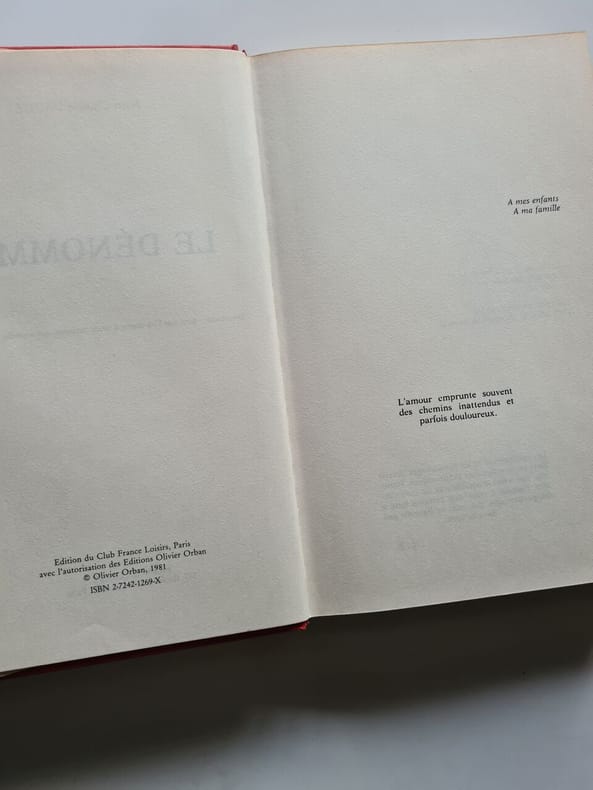 LE DÉNOMM
Edition du Club France Loisirs, Paris
avec l'autorisation des Editions Olivier Orban
© Olivier Orban, 1981
ISBN 2-7242-1269-X
A mes enfants
A ma famille
L'amour emprunte souvent
des chemins inattendus et
parfois douloureux.